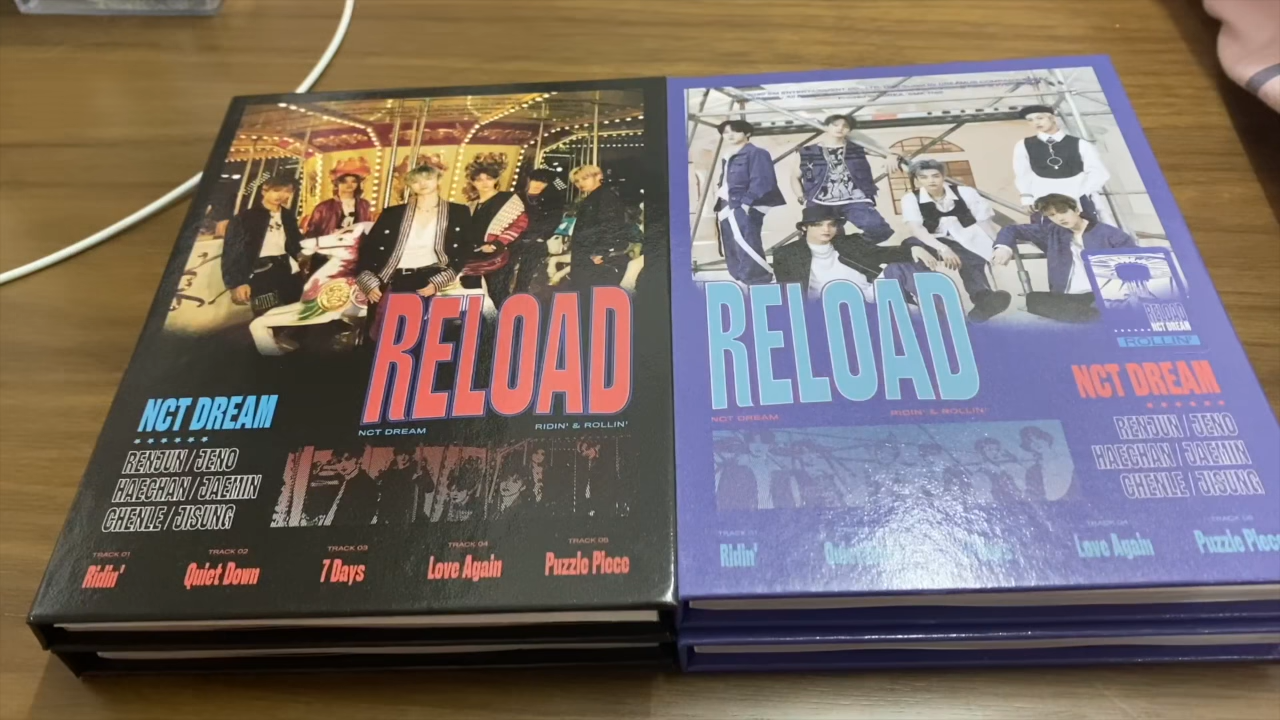 RELOAD
NCT DREAM
RIDIN' & ROLLIN'
NCT DREAM
RENJUN / JENO
HAECHAN / JAEMIN
CHENLE / JISUNG
TRACK 01
Ridin'
TRACK 02
Quiet Down
TRACK 03
7 Days
TRACK 04
Love Again
TRACK 05
Puzzle Piece
RELOAD
NCT DREAM
RIDIN' & ROLLIN'
RELOAD
NCT DREAM
ROLLIN'
NCT DREAM
RENJUN / JENO
HAECHAN / JAEMIN
CHENLE / JISUNG
Ridin'
Love Again
Puzzle Piece